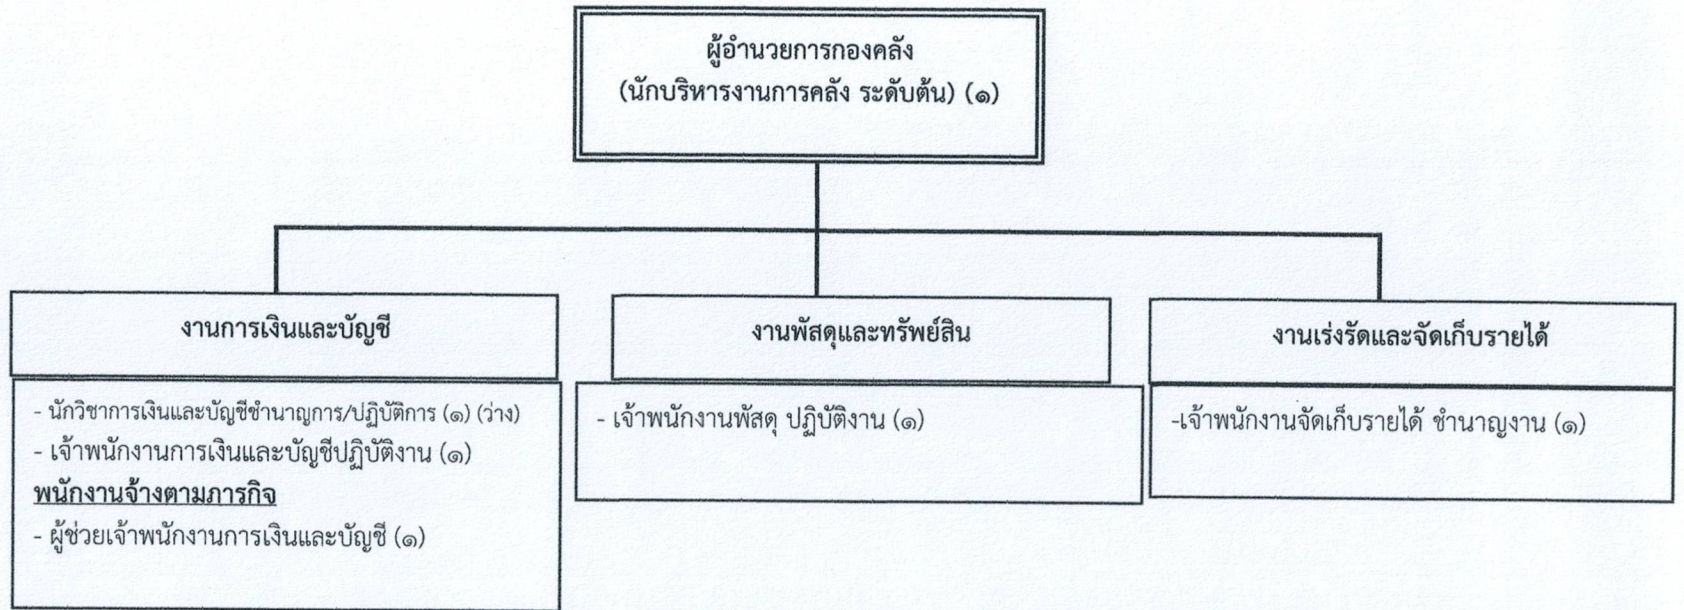 ผู้อำนวยการกองคลัง
(นักบริหารงานการคลัง ระดับต้น) (๑)
งานการเงินและบัญชี
- นักวิชาการเงินและบัญชีชำนาญการ/ปฏิบัติการ (๑) (ว่าง)
- เจ้าพนักงานการเงินและบัญชีปฏิบัติงาน (๑)
พนักงานจ้างตามภารกิจ
- ผู้ช่วยเจ้าพนักงานการเงินและบัญชี (๑)
งานพัสดุและทรัพย์สิน
- เจ้าพนักงานพัสดุ ปฏิบัติงาน (๑)
งานเร่งรัดและจัดเก็บรายได้
-เจ้าพนักงานจัดเก็บรายได้ ชำนาญงาน (๑)